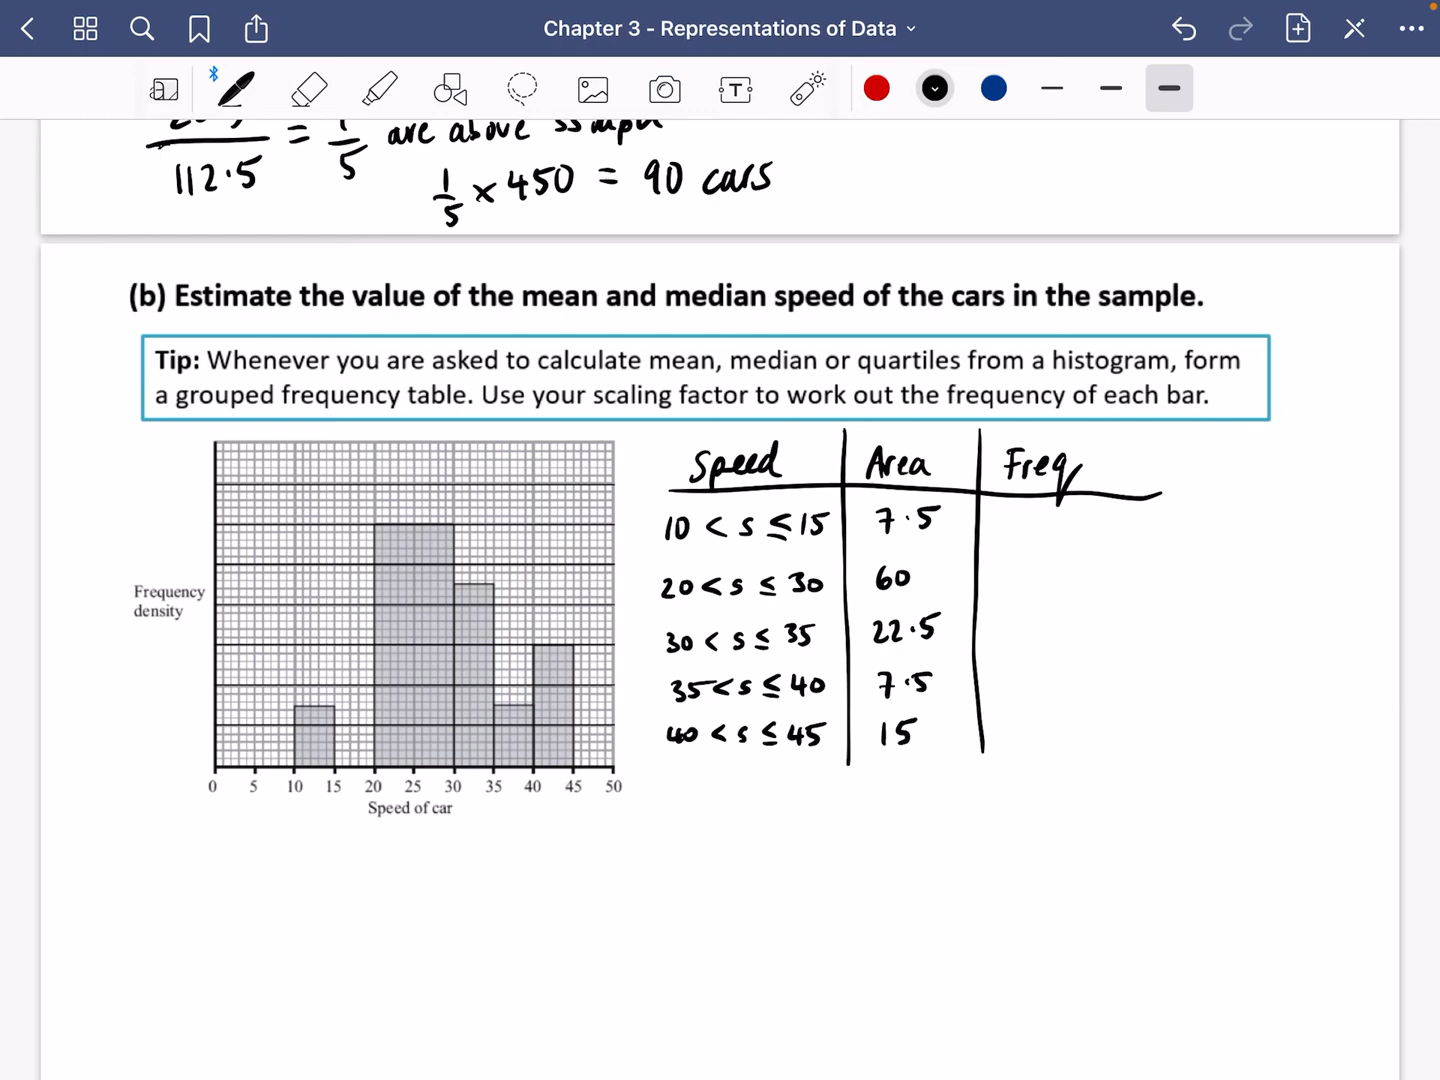 Chapter 3 - Representations of Data
T
112.5
=
5
are above
1/5 × 450 = 90 cars
(b) Estimate the value of the mean and median speed of the cars in the sample.
Tip: Whenever you are asked to calculate mean, median or quartiles from a histogram, form
a grouped frequency table. Use your scaling factor to work out the frequency of each bar.
Speed Area Freq
10 < s ≤ 15 7.5
20 < s ≤ 30 60
30 < s ≤ 35 22.5
35 < s ≤ 40 7.5
40 < s ≤ 45 15
Frequency
density
0 5 10 15 20 25 30 35 40 45 50
Speed of car